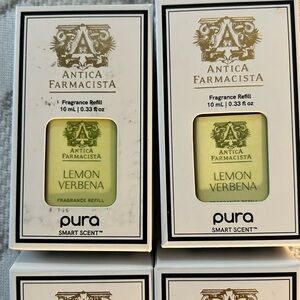 A
ANTICA
FARMACISTA
Fragrance Refill
10 mL | 0.33 fl oz
ANTICA
FARMACISTA
LEMON
VERBENA
FRAGRANCE REFILL
pura
SMART SCENT™
A
ANTICA
FARMACISTA
Fragrance Refill
10 mL | 0.33 fl oz
ANTICA
FARMACISTA
LEMON
VERBENA
FRAGRANCE REFILL
pura
SMART SCENT™